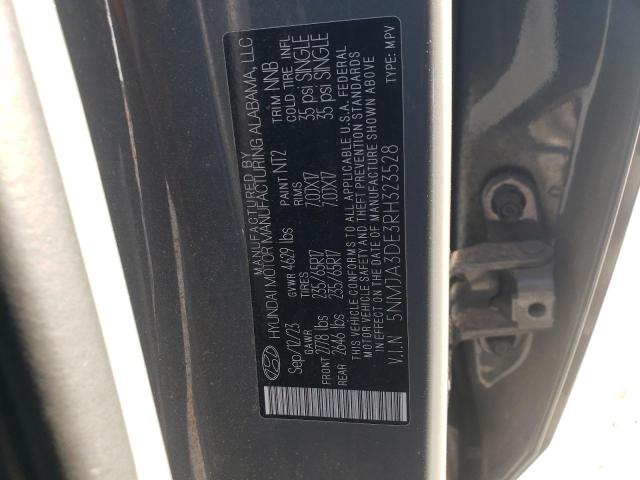 MANUFACTURED BY
HYUNDAI MOTOR MANUFACTURING ALABAMA, LLC
Sep/12/23 GVWR 4629 lbs PAINT NT2 TRIM NNB
GAWR TIRES RIMS COLD TIRE INFL
FRONT 2778 lbs 235/65R17 7.0JX17 35 psi SINGLE
REAR 2646 lbs 235/65R17 7.0JX17 35 psi SINGLE
THIS VEHICLE CONFORMS TO ALL APPLICABLE U.S.A. FEDERAL
MOTOR VEHICLE SAFETY AND THEFT PREVENTION STANDARDS
IN EFFECT ON THE DATE OF MANUFACTURE SHOWN ABOVE
V.I.N 5NMJA3DE3RH323528 TYPE: MPV